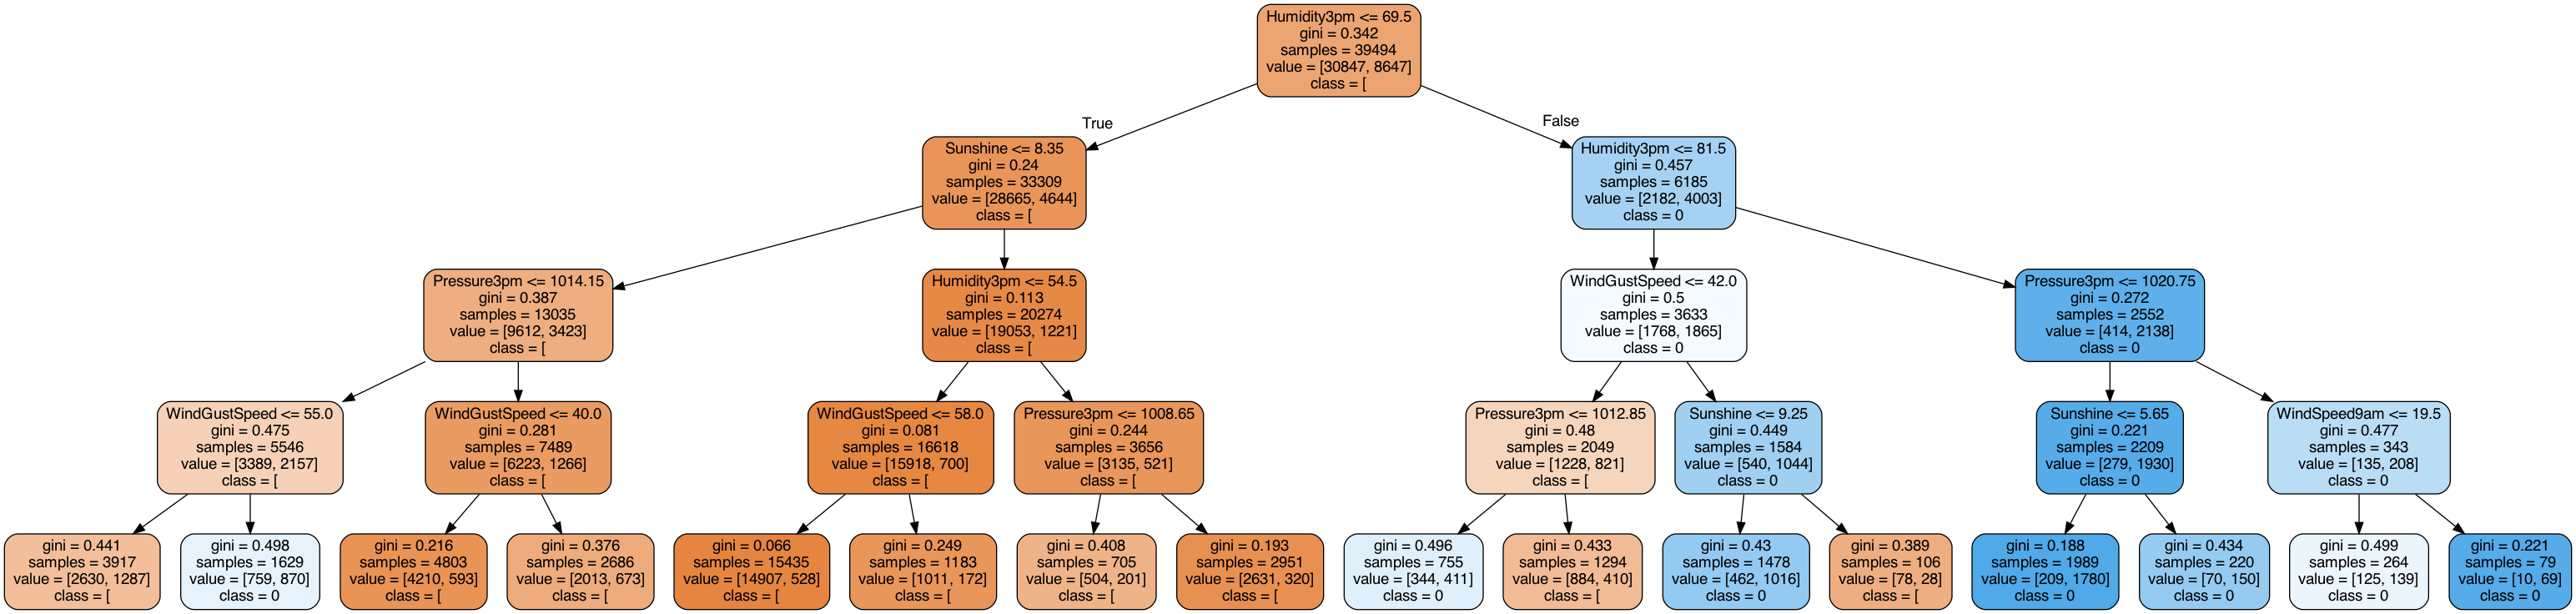 Humidity3pm <= 69.5
gini = 0.342
samples = 39494
value = [30847, 8647]
class = [
True
False
Sunshine <= 8.35
gini = 0.24
samples = 33309
value = [28665, 4644]
class = [
Humidity3pm <= 81.5
gini = 0.457
samples = 6185
value = [2182, 4003]
class = 0
Pressure3pm <= 1014.15
gini = 0.387
samples = 13035
value = [9612, 3423]
class = [
Humidity3pm <= 54.5
gini = 0.113
samples = 20274
value = [19053, 1221]
class = [
WindGustSpeed <= 42.0
gini = 0.5
samples = 3633
value = [1768, 1865]
class = 0
Pressure3pm <= 1020.75
gini = 0.272
samples = 2552
value = [414, 2138]
class = 0
WindGustSpeed <= 55.0
gini = 0.475
samples = 5546
value = [3389, 2157]
class = [
WindGustSpeed <= 40.0
gini = 0.281
samples = 7489
value = [6223, 1266]
class = [
WindGustSpeed <= 58.0
gini = 0.081
samples = 16618
value = [15918, 700]
class = [
Pressure3pm <= 1008.65
gini = 0.244
samples = 3656
value = [3135, 521]
class = [
Pressure3pm <= 1012.85
gini = 0.48
samples = 2049
value = [1228, 821]
class = [
Sunshine <= 9.25
gini = 0.449
samples = 1584
value = [540, 1044]
class = 0
Sunshine <= 5.65
gini = 0.221
samples = 2209
value = [279, 1930]
class = 0
WindSpeed9am <= 19.5
gini = 0.477
samples = 343
value = [135, 208]
class = 0
gini = 0.441
samples = 3917
value = [2630, 1287]
class = [
gini = 0.498
samples = 1629
value = [759, 870]
class = 0
gini = 0.216
samples = 4803
value = [4210, 593]
class = [
gini = 0.376
samples = 2686
value = [2013, 673]
class = [
gini = 0.066
samples = 15435
value = [14907, 528]
class = [
gini = 0.249
samples = 1183
value = [1011, 172]
class = [
gini = 0.408
samples = 705
value = [504, 201]
class = [
gini = 0.193
samples = 2951
value = [2631, 320]
class = [
gini = 0.496
samples = 755
value = [344, 411]
class = 0
gini = 0.433
samples = 1294
value = [884, 410]
class = [
gini = 0.43
samples = 1478
value = [462, 1016]
class = 0
gini = 0.389
samples = 106
value = [78, 28]
class = [
gini = 0.188
samples = 1989
value = [209, 1780]
class = 0
gini = 0.434
samples = 220
value = [70, 150]
class = 0
gini = 0.499
samples = 264
value = [125, 139]
class = 0
gini = 0.221
samples = 79
value = [10, 69]
class = 0